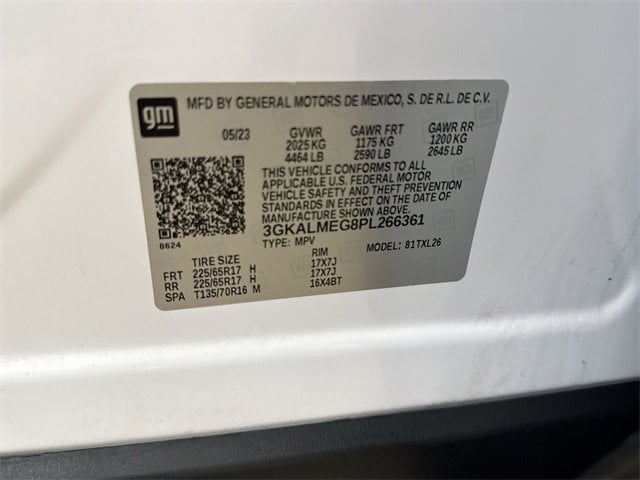 gm
MFD BY GENERAL MOTORS DE MEXICO, S. DE R.L. DE C.V.
05/23 GVWR GAWR FRT GAWR RR
2025 KG 1175 KG 1200 KG
4464 LB 2590 LB 2645 LB
THIS VEHICLE CONFORMS TO ALL
APPLICABLE U.S. FEDERAL MOTOR
VEHICLE SAFETY AND THEFT PREVENTION
STANDARDS IN EFFECT ON THE DATE OF
MANUFACTURE SHOWN ABOVE.
3GKALMEG8PL266361
8624
TYPE: MPV MODEL: 81TXL26
TIRE SIZE RIM
FRT 225/65R17 H 17X7J
RR 225/65R17 H 17X7J
SPA T135/70R16 M 16X4BT